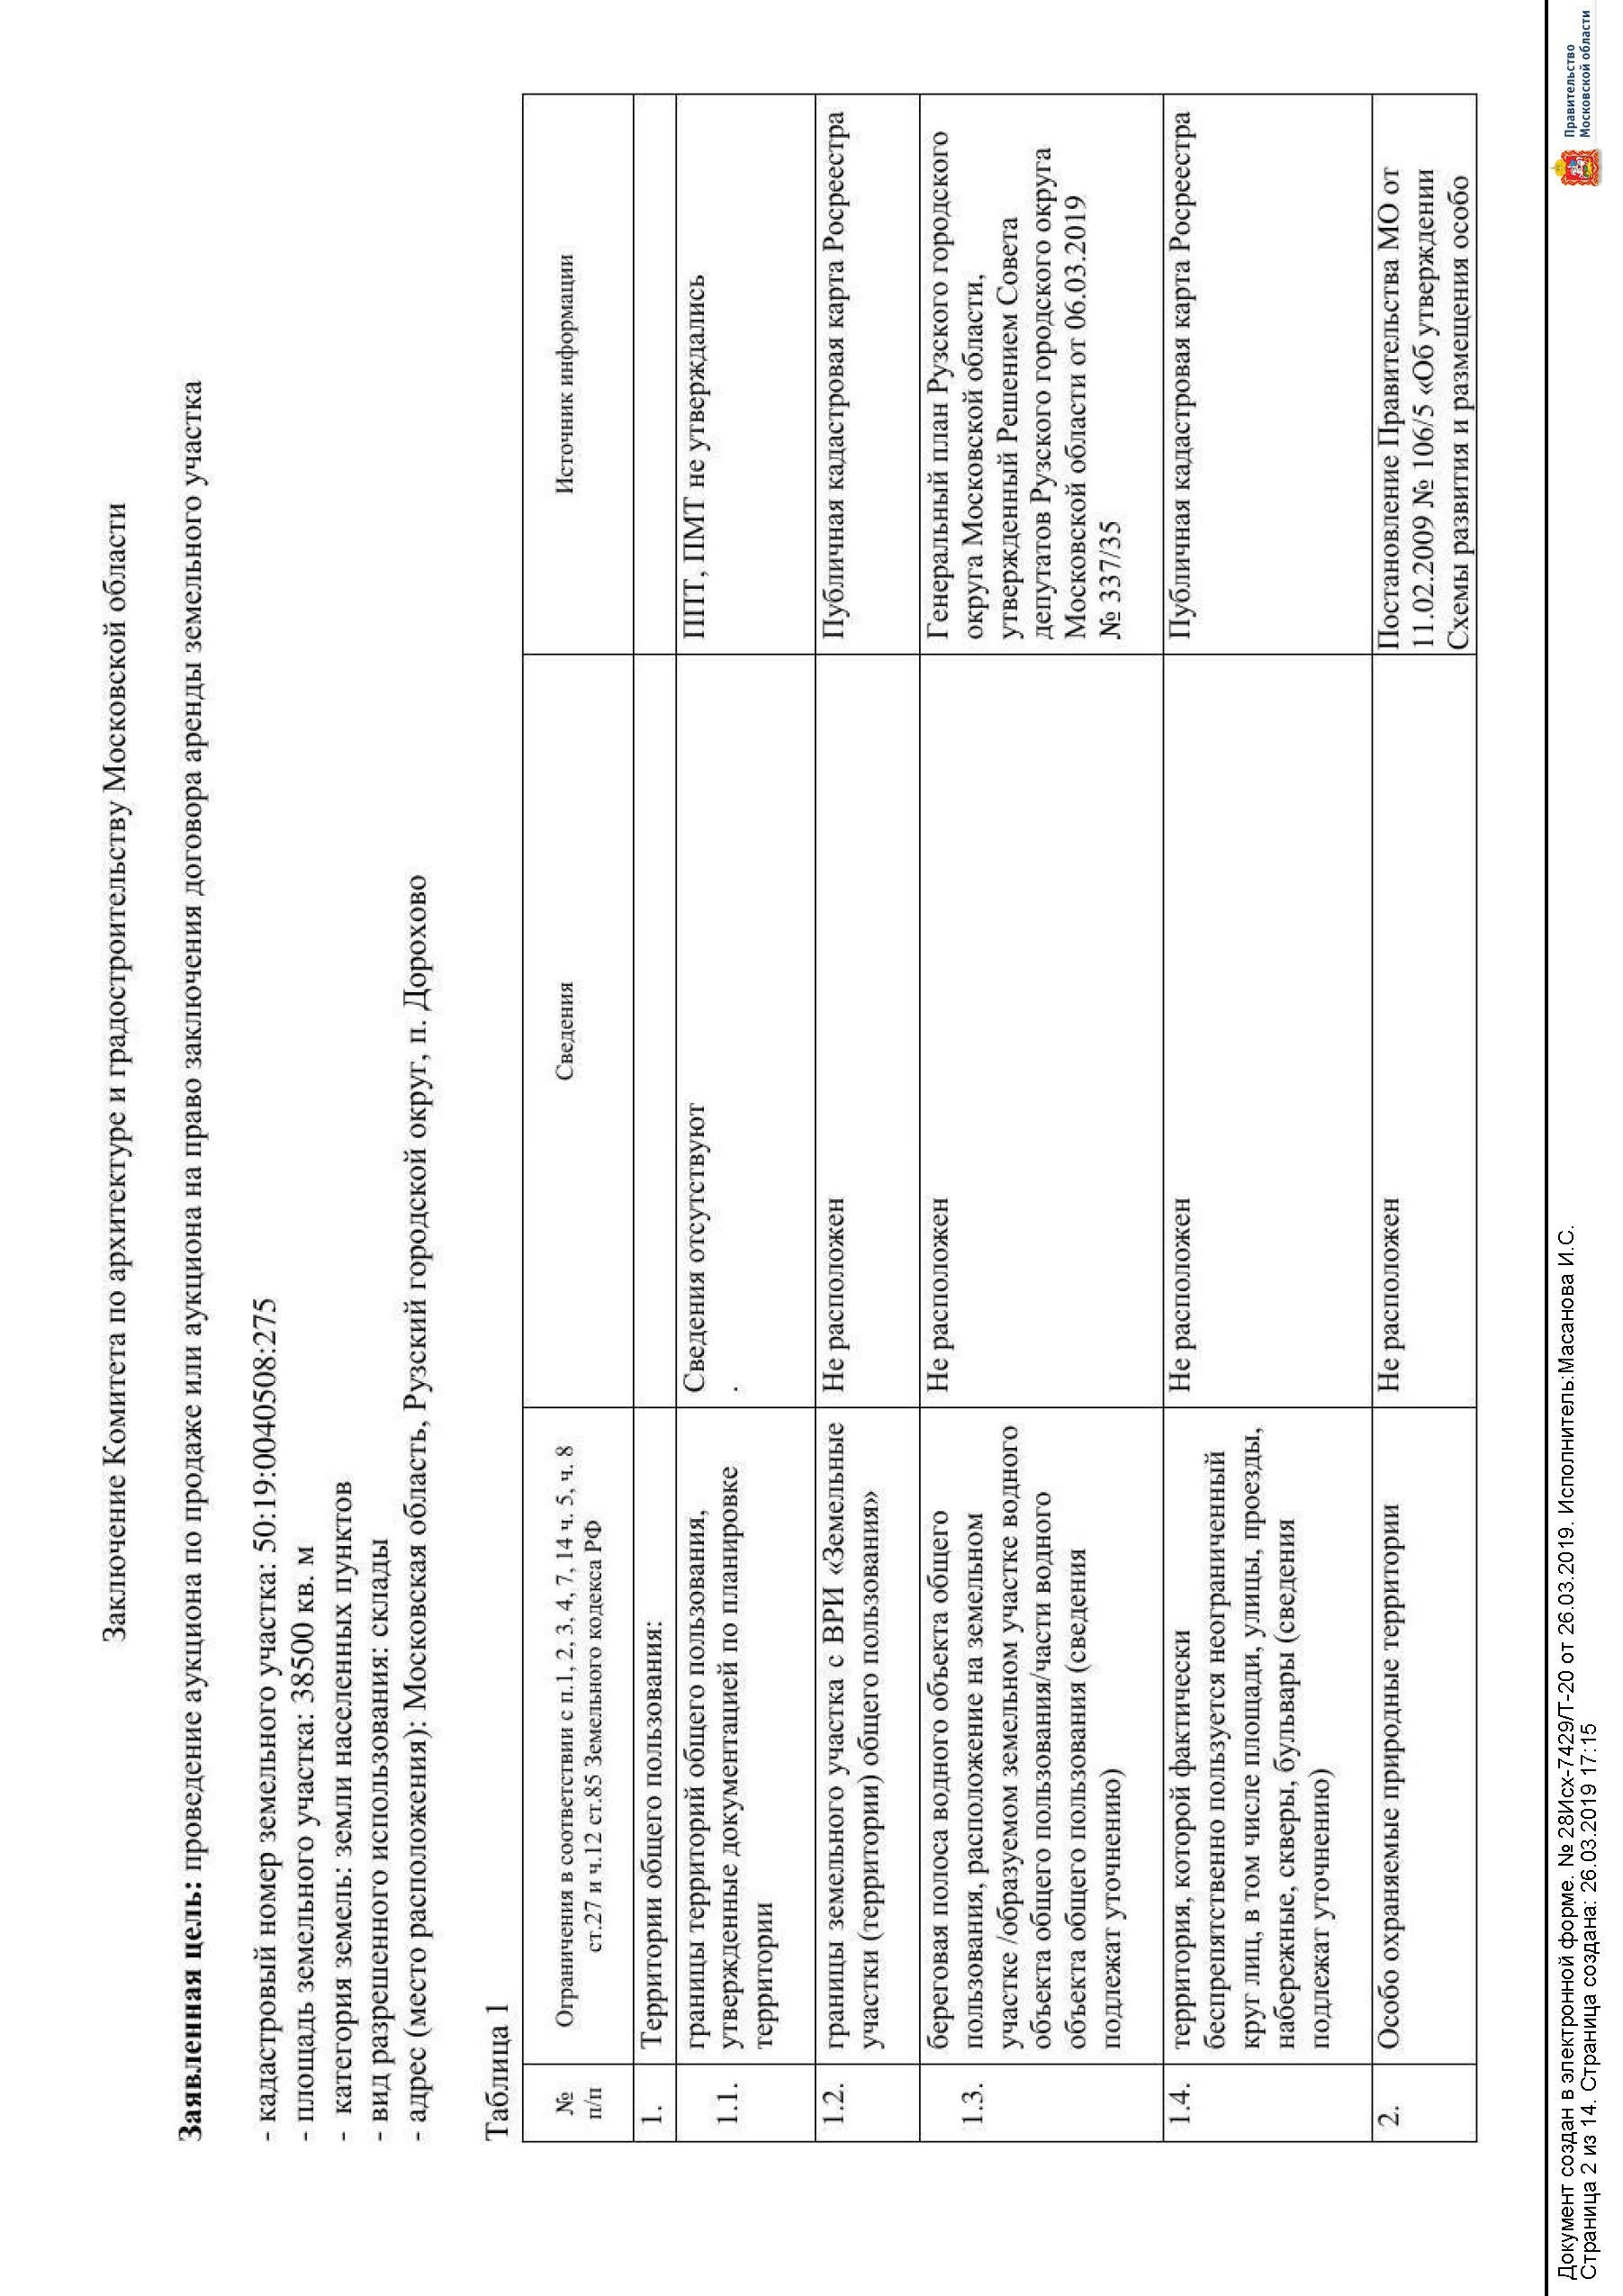 Заключение Комитета по архитектуре и градостроительству Московской области
Заявленная цель: проведение аукциона по продаже или аукциона на право заключения договора аренды земельного участка
- кадастровый номер земельного участка: 50:19:0040508:275
- площадь земельного участка: 38500 кв. м
- категория земель: земли населенных пунктов
- вид разрешенного использования: склады
- адрес (место расположения): Московская область, Рузский городской округ, п. Дорохово
Таблица 1
№
п/п
Ограничения в соответствии с п.1, 2, 3, 4, 7, 14 ч. 5, ч. 8
ст.27 и ч.12 ст.85 Земельного кодекса РФ
Сведения
Источник информации
1.
Территории общего пользования:
1.1.
границы территорий общего пользования,
утвержденные документацией по планировке
территории
Сведения отсутствуют
.
ППТ, ПМТ не утверждались
1.2.
границы земельного участка с ВРИ «Земельные
участки (территории) общего пользования»
Не расположен
Публичная кадастровая карта Росреестра
1.3.
береговая полоса водного объекта общего
пользования, расположение на земельном
участке /образуемом земельном участке водного
объекта общего пользования/части водного
объекта общего пользования (сведения
подлежат уточнению)
Не расположен
Генеральный план Рузского городского
округа Московской области,
утвержденный Решением Совета
депутатов Рузского городского округа
Московской области от 06.03.2019
№ 337/35
1.4.
территория, которой фактически
беспрепятственно пользуется неограниченный
круг лиц, в том числе площади, улицы, проезды,
набережные, скверы, бульвары (сведения
подлежат уточнению)
Не расположен
Публичная кадастровая карта Росреестра
2.
Особо охраняемые природные территории
Не расположен
Постановление Правительства МО от
11.02.2009 № 106/5 «Об утверждении
Схемы развития и размещения особо
Документ создан в электронной форме. № 28Исх-7429/Т-20 от 26.03.2019. Исполнитель:Масанова И.С.
Страница 2 из 14. Страница создана: 26.03.2019 17:15
Правительство
Московской области